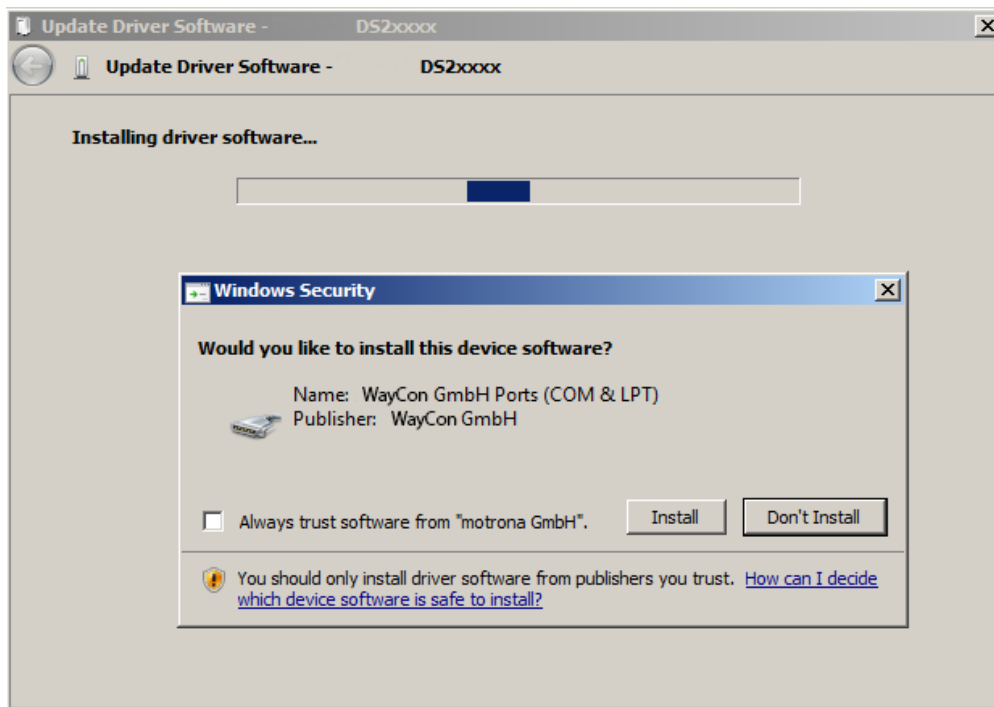 Update Driver Software - DS2xxxx
Update Driver Software - DS2xxxx
Installing driver software...
Windows Security
Would you like to install this device software?
Name: WayCon GmbH Ports (COM & LPT)
Publisher: WayCon GmbH
Always trust software from "motrona GmbH".
Install
Don't Install
You should only install driver software from publishers you trust. How can I decide
which device software is safe to install?